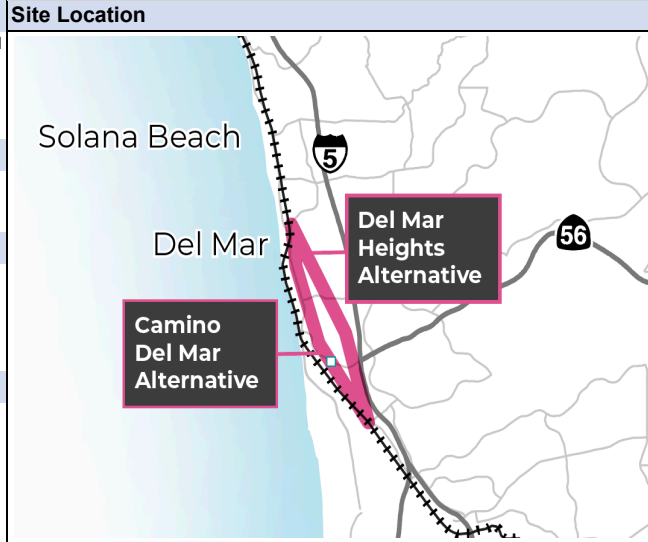 Site Location
Solana Beach
5
Del Mar
Del Mar
Heights
Alternative
56
Camino
Del Mar
Alternative